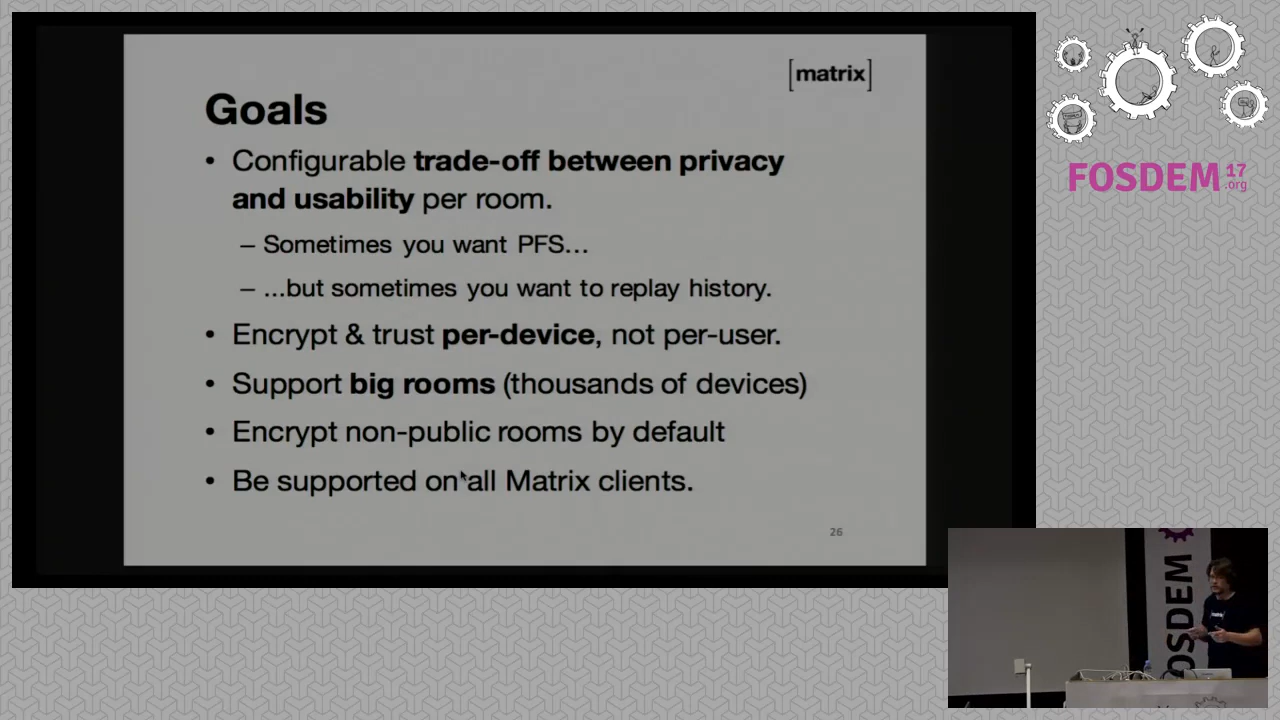 [matrix]
Goals
• Configurable trade-off between privacy
and usability per room.
– Sometimes you want PFS...
– ...but sometimes you want to replay history.
• Encrypt & trust per-device, not per-user.
• Support big rooms (thousands of devices)
• Encrypt non-public rooms by default
• Be supported on all Matrix clients.
26
FOSDEM 17
.org
OSDEM